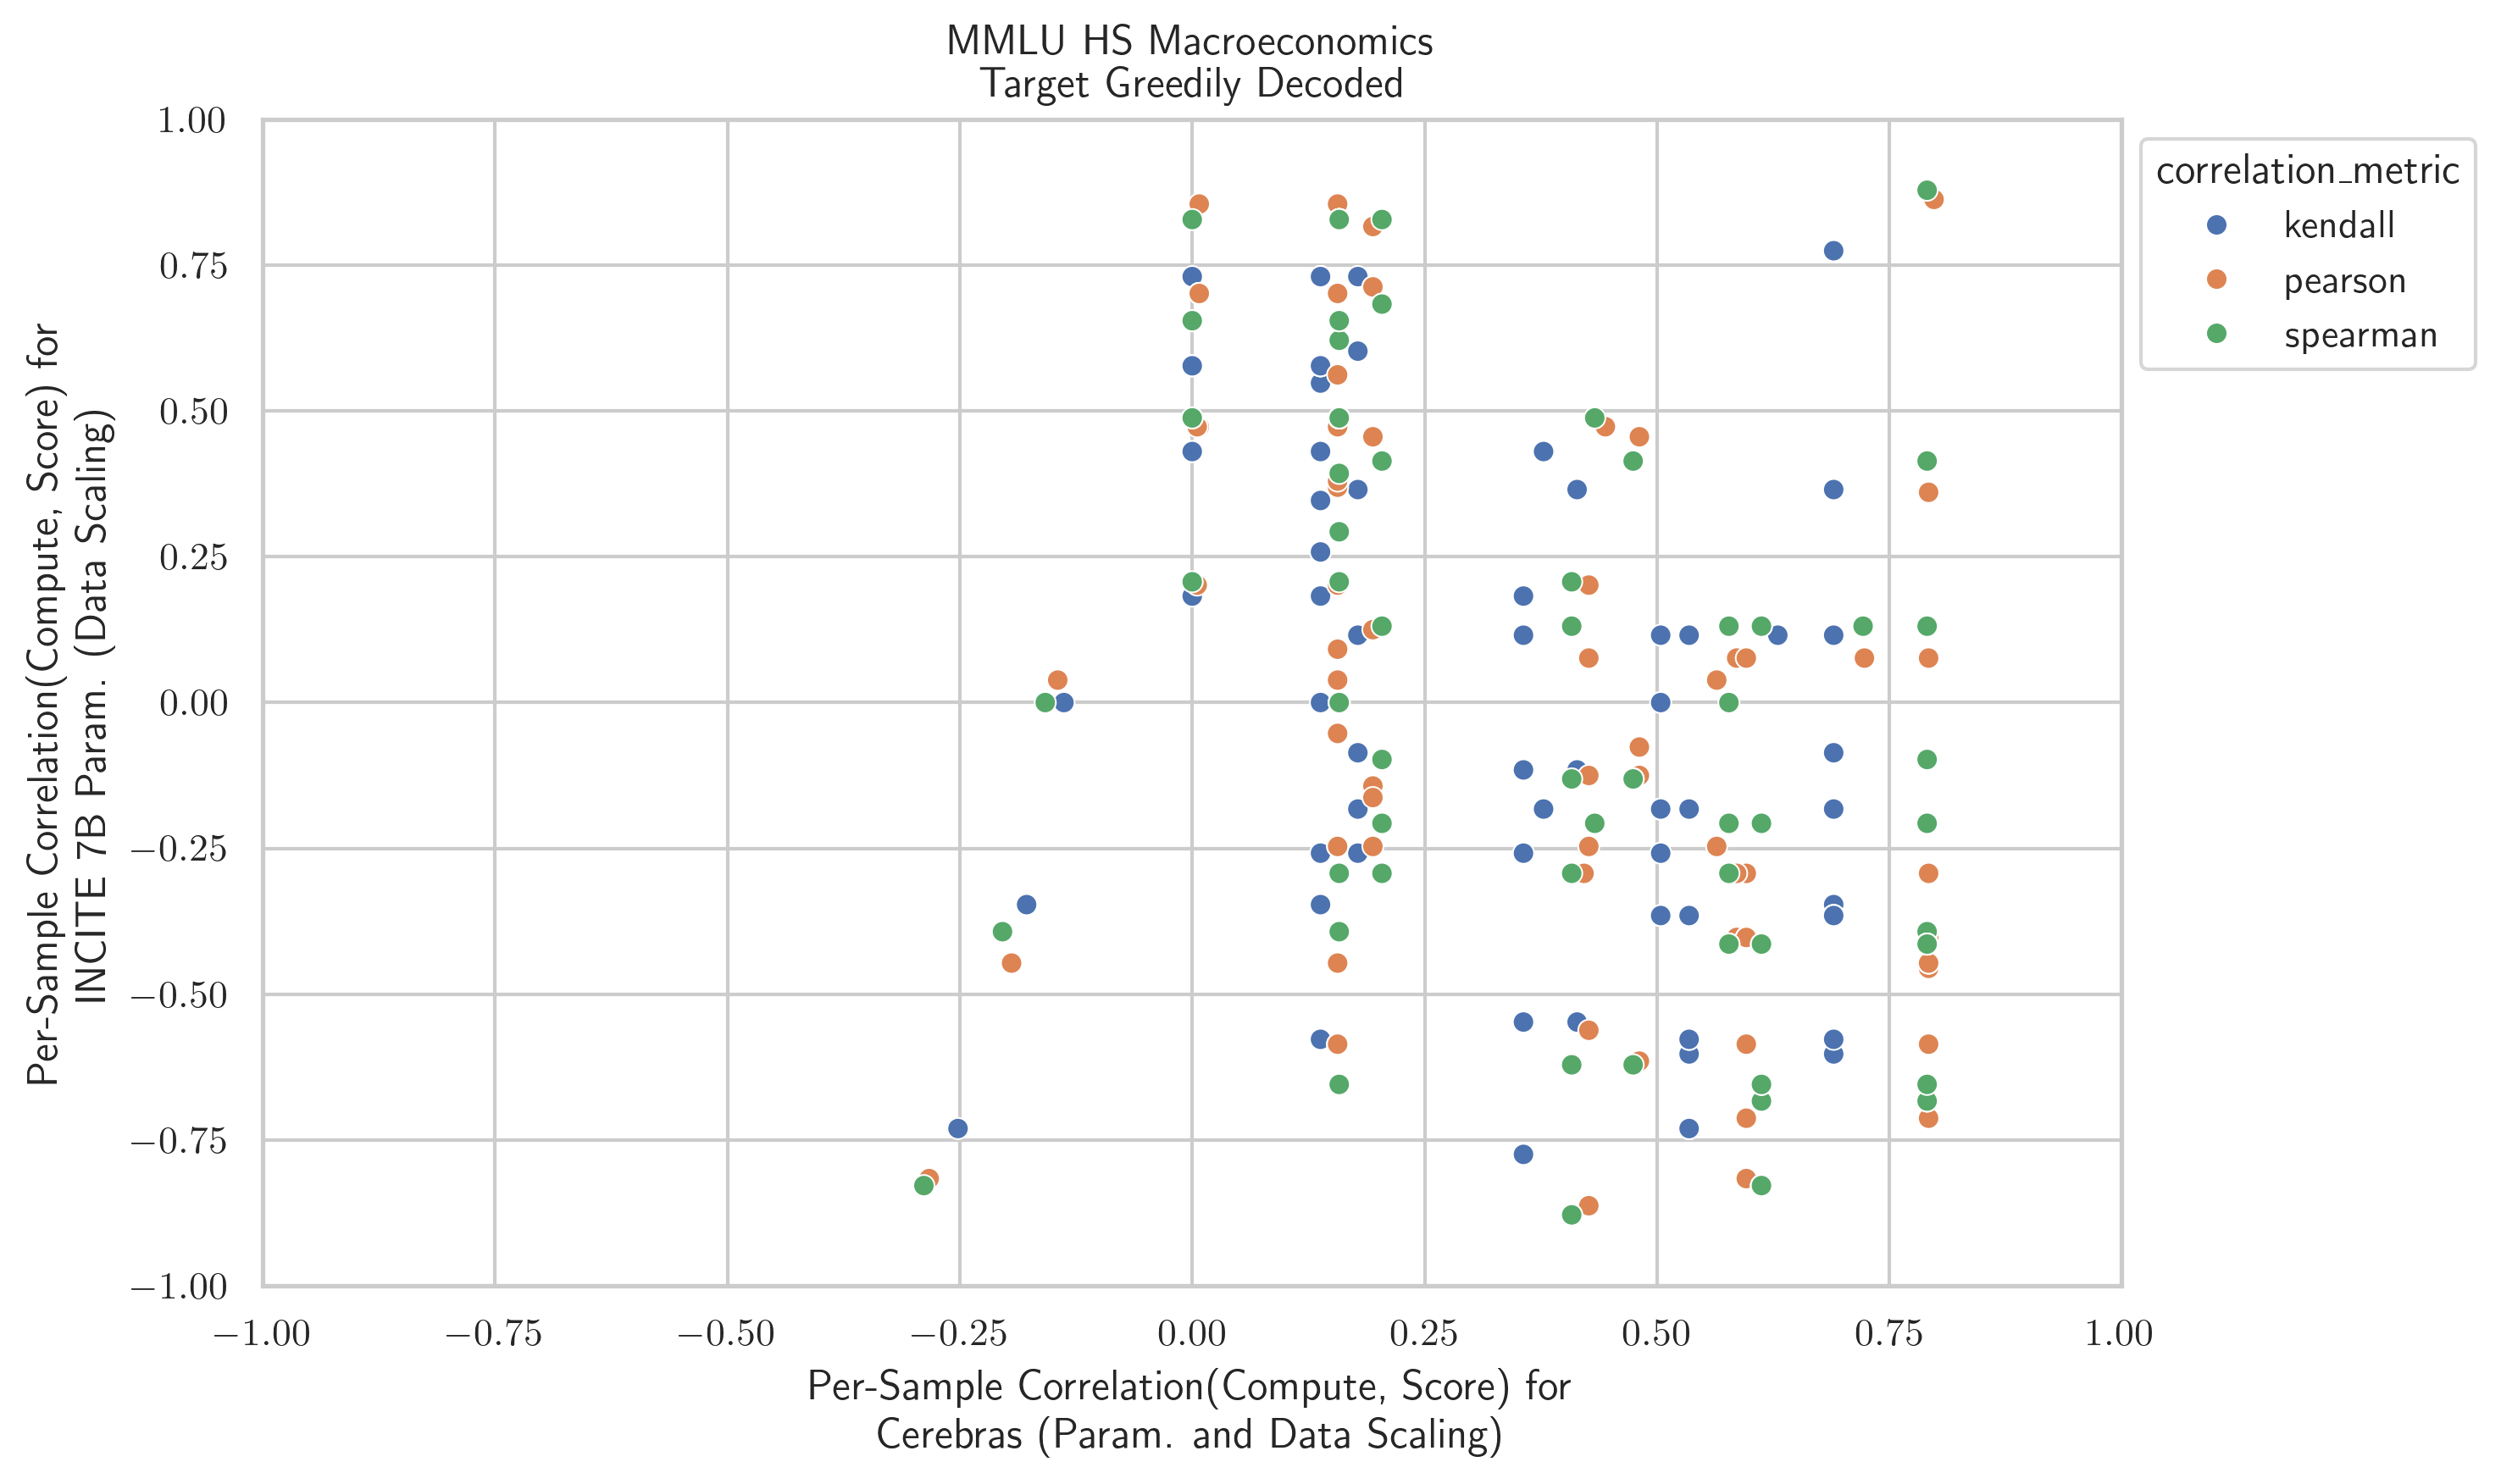 MMLU HS Macroeconomics
Target Greedily Decoded
1.00
0.75
0.50
0.25
0.00
−0.25
−0.50
−0.75
−1.00
Per-Sample Correlation(Compute, Score) for
INCITE 7B Param. (Data Scaling)
correlation_metric
kendall
pearson
spearman
−1.00 −0.75 −0.50 −0.25 0.00 0.25 0.50 0.75 1.00
Per-Sample Correlation(Compute, Score) for
Cerebras (Param. and Data Scaling)